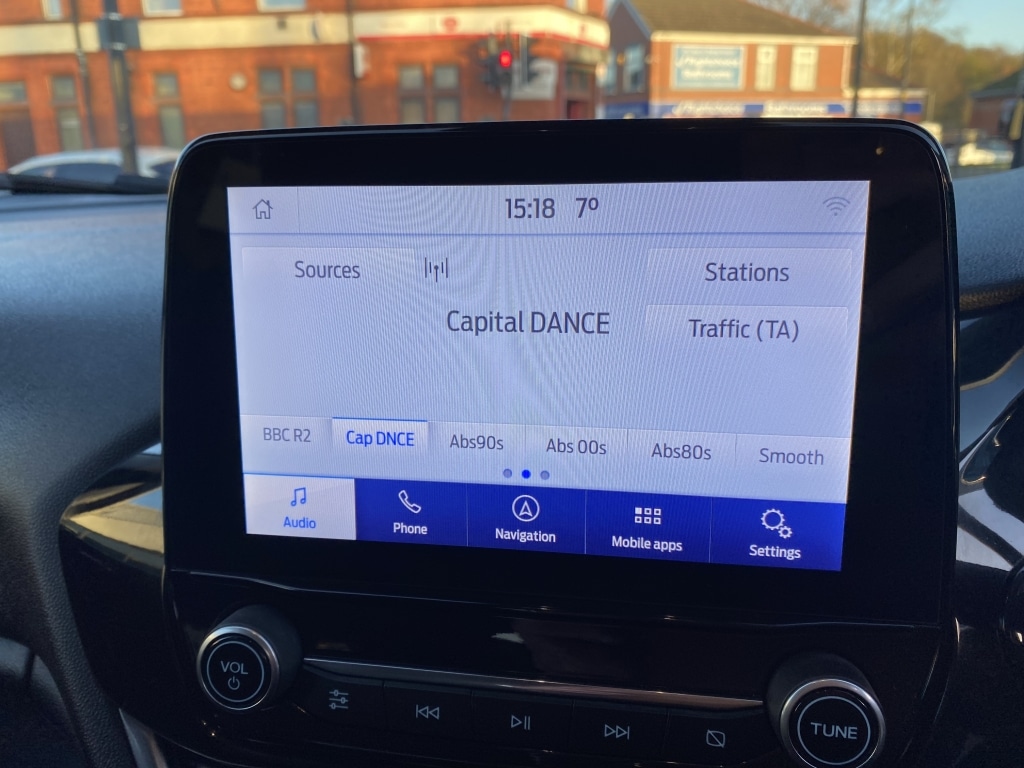 15:18 7º
Sources
Stations
Capital DANCE
Traffic (TA)
BBC R2
Cap DNCE
Abs90s
Abs 00s
Abs80s
Smooth
Audio
Phone
Navigation
Mobile apps
Settings
VOL
TUNE